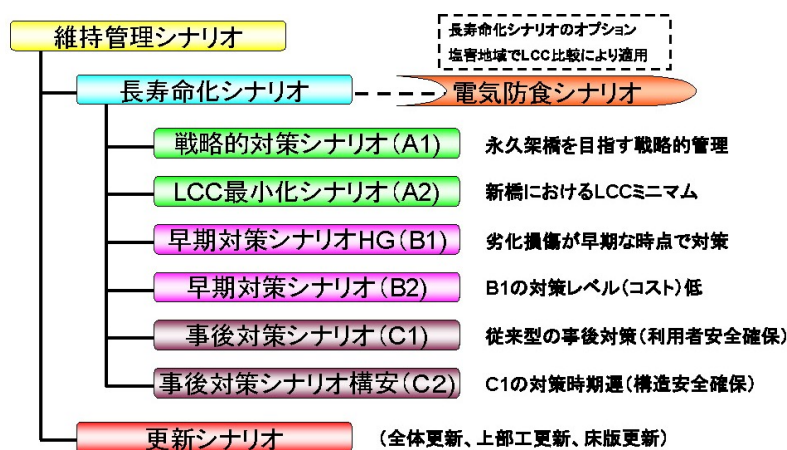 維持管理シナリオ
長寿命化シナリオのオプション
塩害地域でLCC比較により適用
長寿命化シナリオ
電気防食シナリオ
戦略的対策シナリオ(A1) 永久架橋を目指す戦略的管理
LCC最小化シナリオ(A2) 新橋におけるLCCミニマム
早期対策シナリオHG(B1) 劣化損傷が早期な時点で対策
早期対策シナリオ(B2) B1の対策レベル(コスト)低
事後対策シナリオ(C1) 従来型の事後対策(利用者安全確保)
事後対策シナリオ構安(C2) C1の対策時期遅(構造安全確保)
更新シナリオ (全体更新、上部工更新、床版更新)